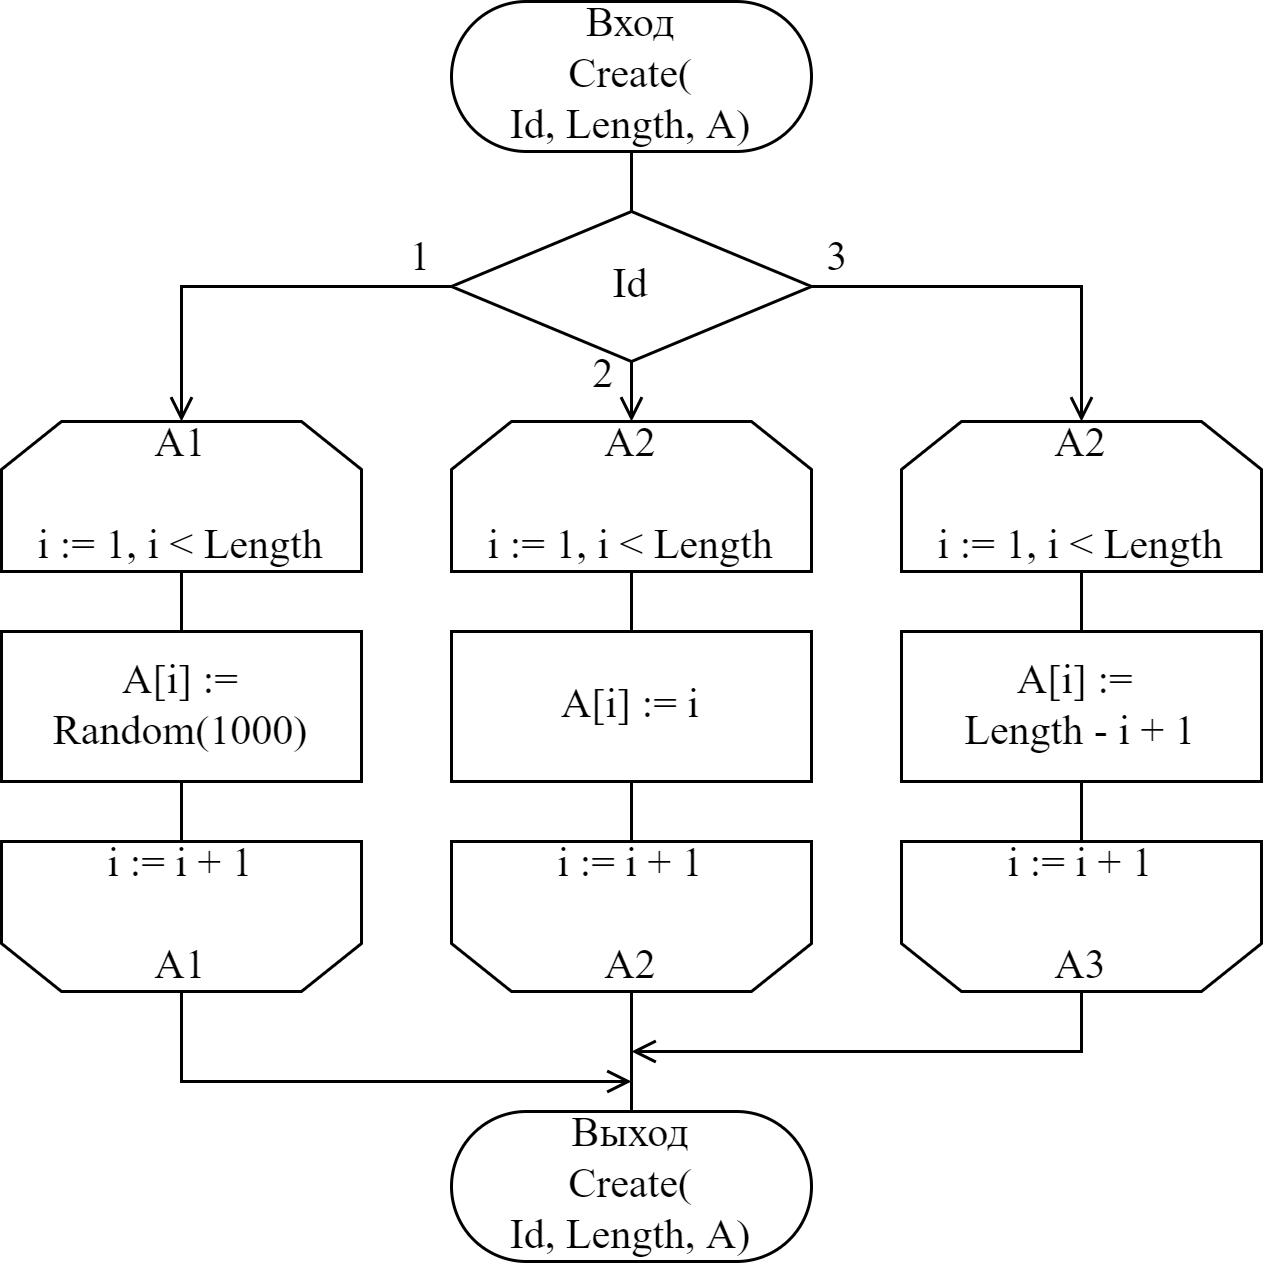 Вход
Create(
Id, Length, A)
Id
1
3
2
A1
i := 1, i < Length
A[i] :=
Random(1000)
i := i + 1
A1
A2
i := 1, i < Length
A[i] := i
i := i + 1
A2
A2
i := 1, i < Length
A[i] :=
Length - i + 1
i := i + 1
A3
Выход
Create(
Id, Length, A)